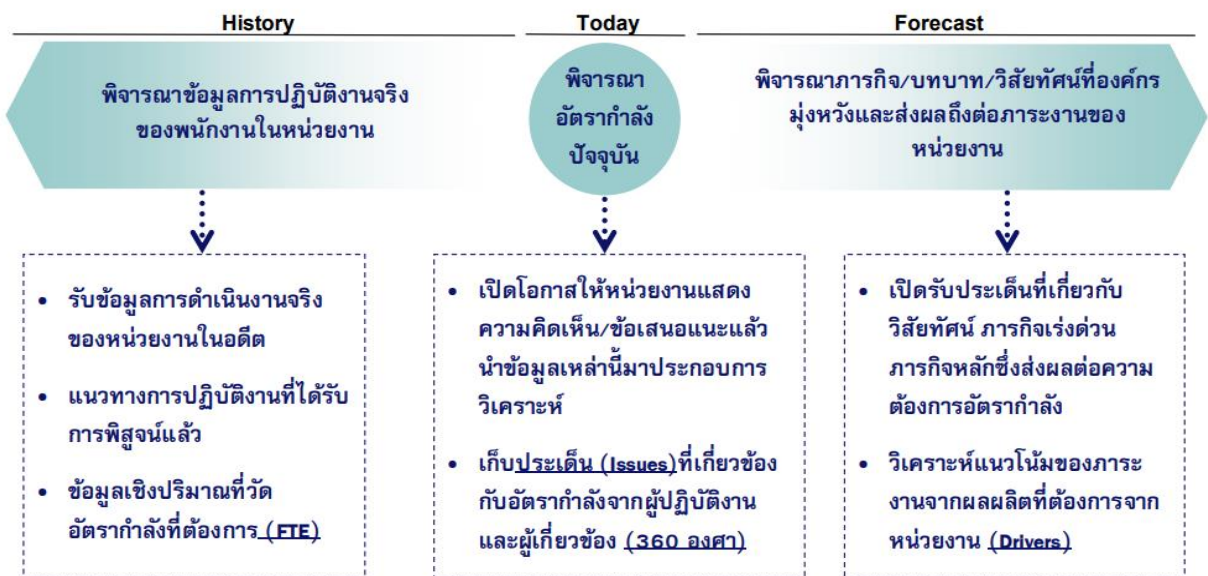 History
Today
Forecast
พิจารณาข้อมูลการปฏิบัติงานจริง
ของพนักงานในหน่วยงาน
พิจารณา
อัตรากำลัง
ปัจจุบัน
พิจารณาภารกิจ/บทบาท/วิสัยทัศน์ที่องค์กร
มุ่งหวังและส่งผลถึงต่อภาระงานของ
หน่วยงาน
• รับข้อมูลการดำเนินงานจริง
ของหน่วยงานในอดีต
• แนวทางการปฏิบัติงานที่ได้รับ
การพิสูจน์แล้ว
• ข้อมูลเชิงปริมาณที่วัด
อัตรากำลังที่ต้องการ (FTE)
• เปิดโอกาสให้หน่วยงานแสดง
ความคิดเห็น/ข้อเสนอแนะแล้ว
นำข้อมูลเหล่านี้มาประกอบการ
วิเคราะห์
• เก็บประเด็น (Issues)ที่เกี่ยวข้อง
กับอัตรากำลังจากผู้ปฏิบัติงาน
และผู้เกี่ยวข้อง (360 องศา)
• เปิดรับประเด็นที่เกี่ยวกับ
วิสัยทัศน์ ภารกิจเร่งด่วน
ภารกิจหลักซึ่งส่งผลต่อความ
ต้องการอัตรากำลัง
• วิเคราะห์แนวโน้มของภาระ
งานจากผลผลิตที่ต้องการจาก
หน่วยงาน (Drivers)